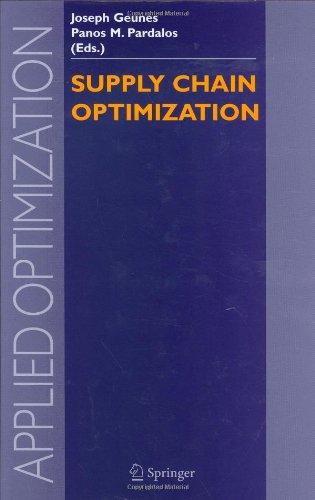 Joseph Geunes
Panos M. Pardalos
(Eds.)
SUPPLY CHAIN
OPTIMIZATION
APPLIED OPTIMIZATION
Springer